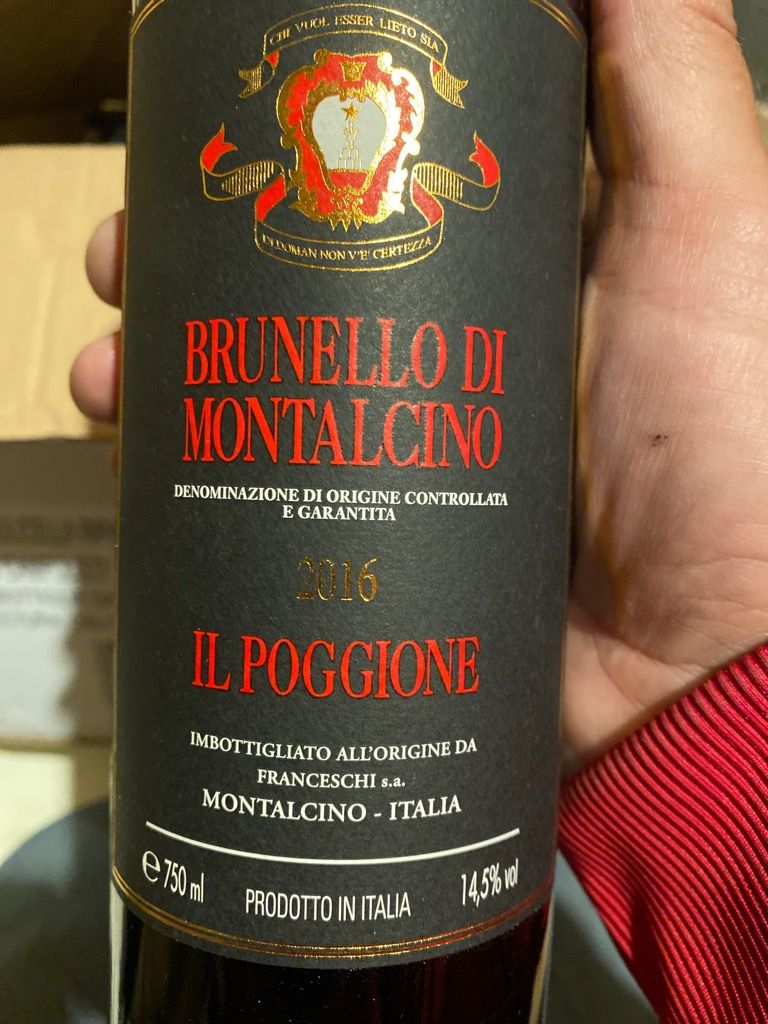 CHI VUOL ESSER LIETO SIA
DI DOMAN NON V'E' CERTEZZA
BRUNELLO DI
MONTALCINO
DENOMINAZIONE DI ORIGINE CONTROLLATA
E GARANTITA
2016
IL POGGIONE
IMBOTTIGLIATO ALL'ORIGINE DA
FRANCESCHI s.a.
MONTALCINO - ITALIA
℮ 750 ml
PRODOTTO IN ITALIA
14,5% vol